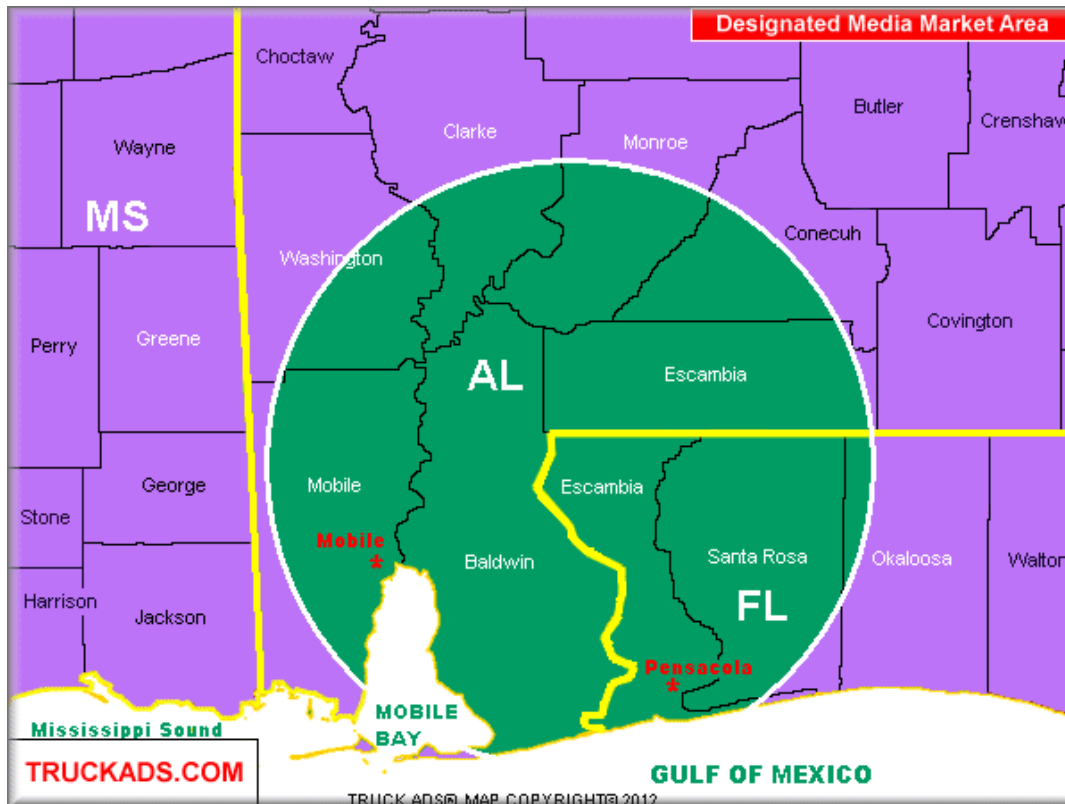 Designated Media Market Area
Choctaw
Butler
Crenshaw
Clarke
Monroe
Wayne
MS
Conecuh
Washington
Covington
Greene
Perry
AL
Escambia
George
Mobile
Escambia
Stone
Mobile
Baldwin
Santa Rosa
Okaloosa
Walton
Harrison
FL
Jackson
Pensacola
MOBILE
BAY
Mississippi Sound
TRUCKADS.COM
GULF OF MEXICO
TRUCK ADS® MAP COPYRIGHT© 2012